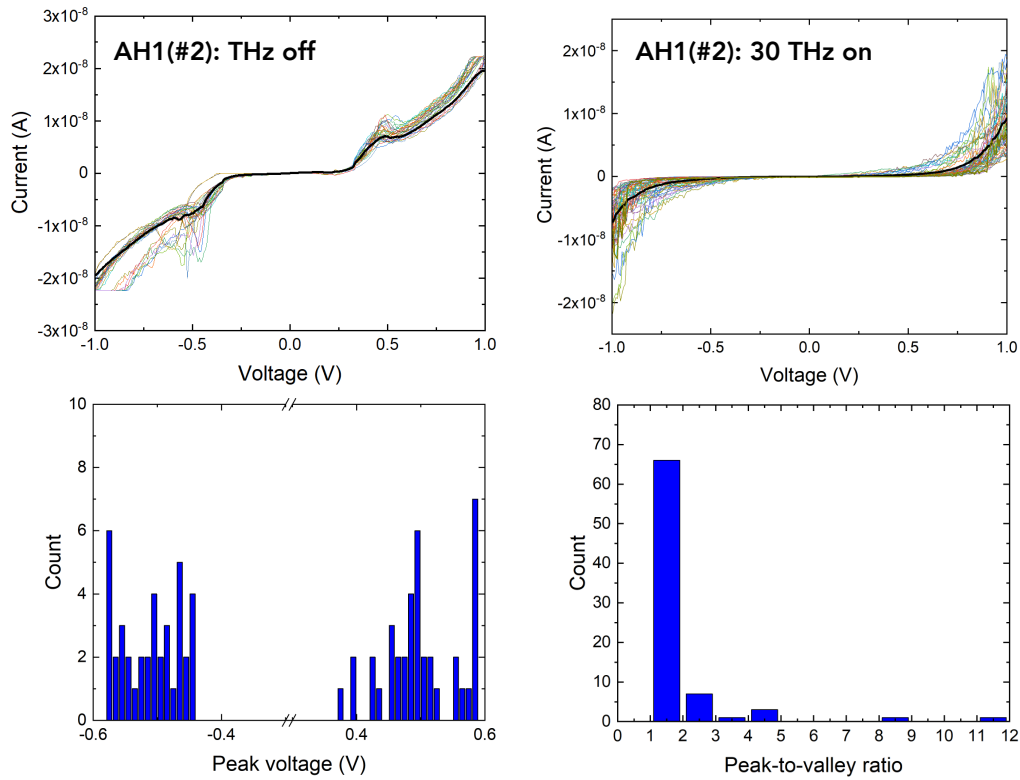 AH1(#2): THz off
3x10-8
2x10-8
1x10-8
0
-1x10-8
-2x10-8
-3x10-8
Current (A)
-1.0 -0.5 0.0 0.5 1.0
Voltage (V)
AH1(#2): 30 THz on
2x10-8
1x10-8
0
-1x10-8
-2x10-8
Current (A)
-1.0 -0.5 0.0 0.5 1.0
Voltage (V)
10
8
6
4
2
0
Count
-0.6 -0.4 0.4 0.6
Peak voltage (V)
80
70
60
50
40
30
20
10
0
Count
0 1 2 3 4 5 6 7 8 9 10 11 12
Peak-to-valley ratio